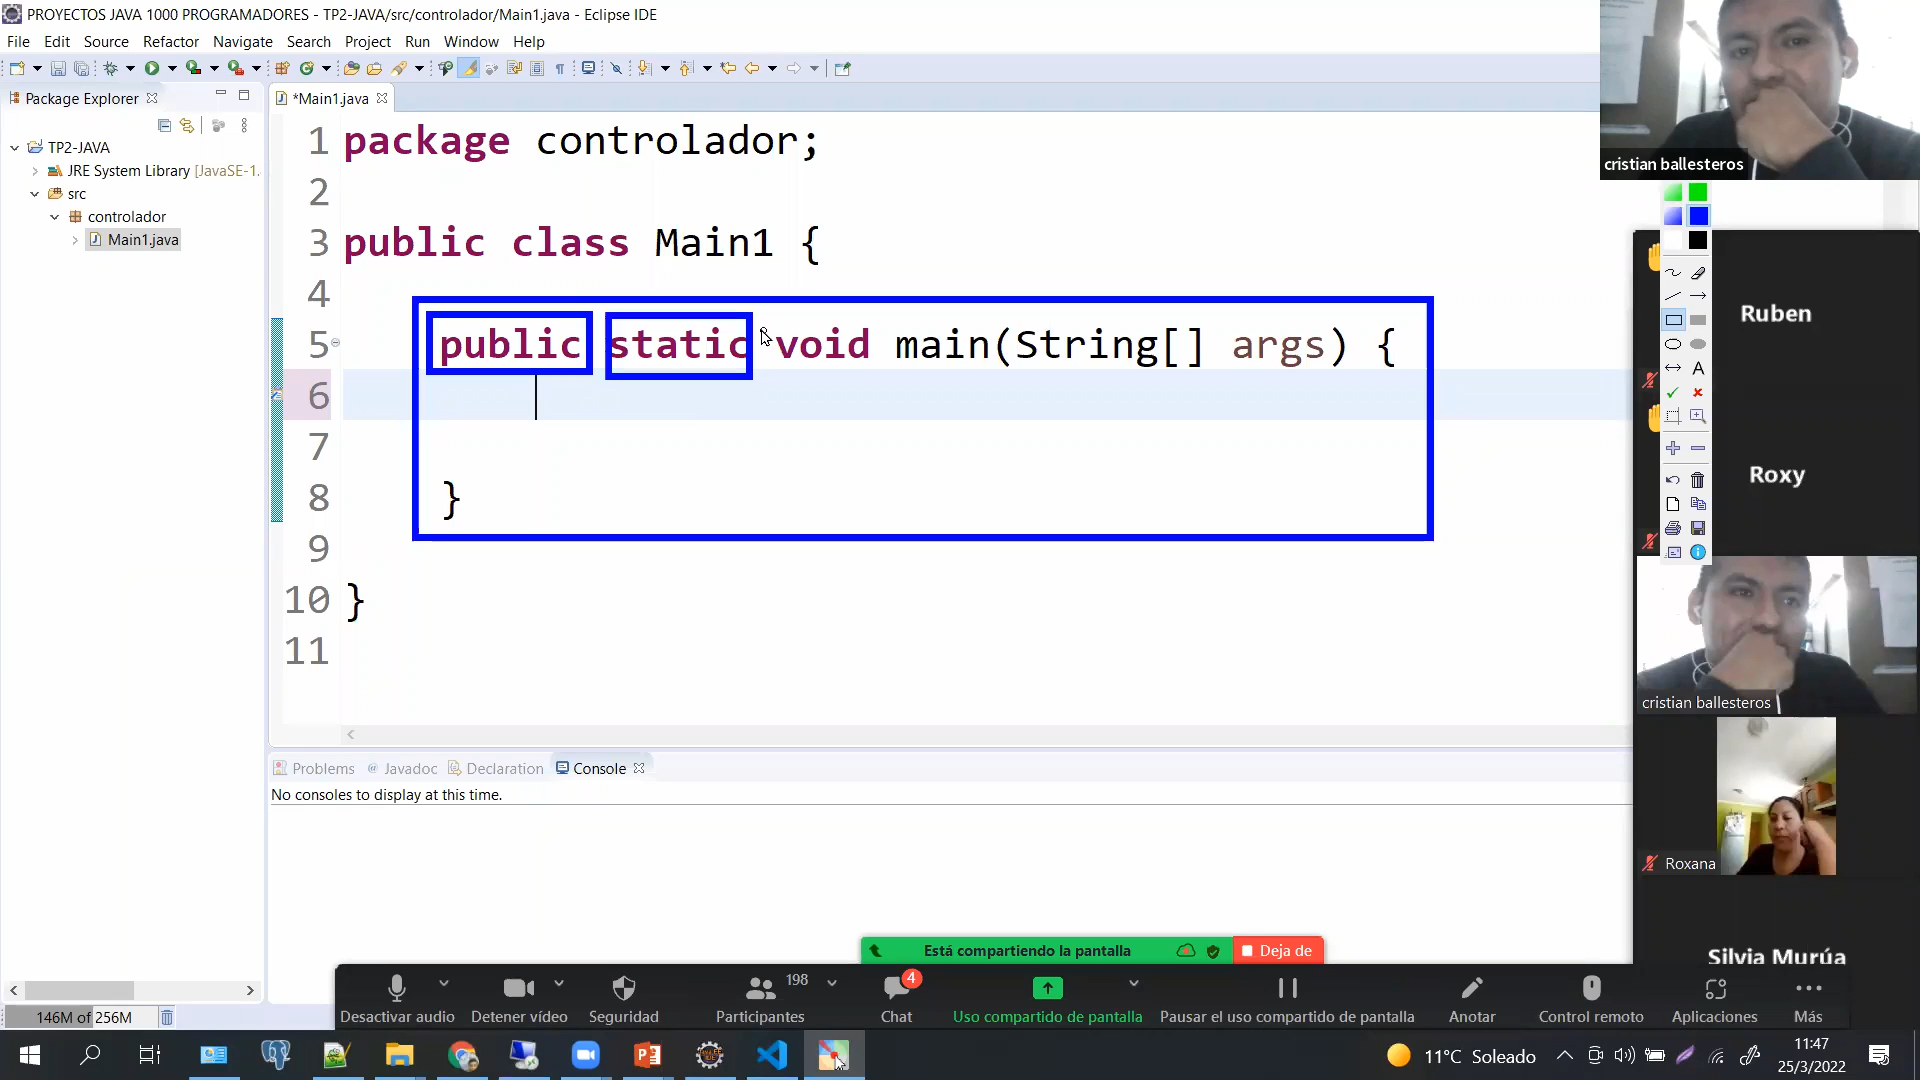 PROYECTOS JAVA 1000 PROGRAMADORES - TP2-JAVA/src/controlador/Main1.java - Eclipse IDE
File Edit Source Refactor Navigate Search Project Run Window Help
Package Explorer
*Main1.java
TP2-JAVA
JRE System Library [JavaSE-1.
src
controlador
Main1.java
1 package controlador;
2
3 public class Main1 {
4
5 public static void main(String[] args) {
6
7
8 }
9
10 }
11
Problems @ Javadoc Declaration Console
No consoles to display at this time.
cristian ballesteros
A
Ruben
Roxy
cristian ballesteros
Roxana
Silvia Murúa
Está compartiendo la pantalla
Deja de
198
4
Desactivar audio
Detener vídeo
Seguridad
Participantes
Chat
Uso compartido de pantalla
Pausar el uso compartido de pantalla
Anotar
Control remoto
Aplicaciones
Más
146M of 256M
11°C Soleado
11:47
25/3/2022